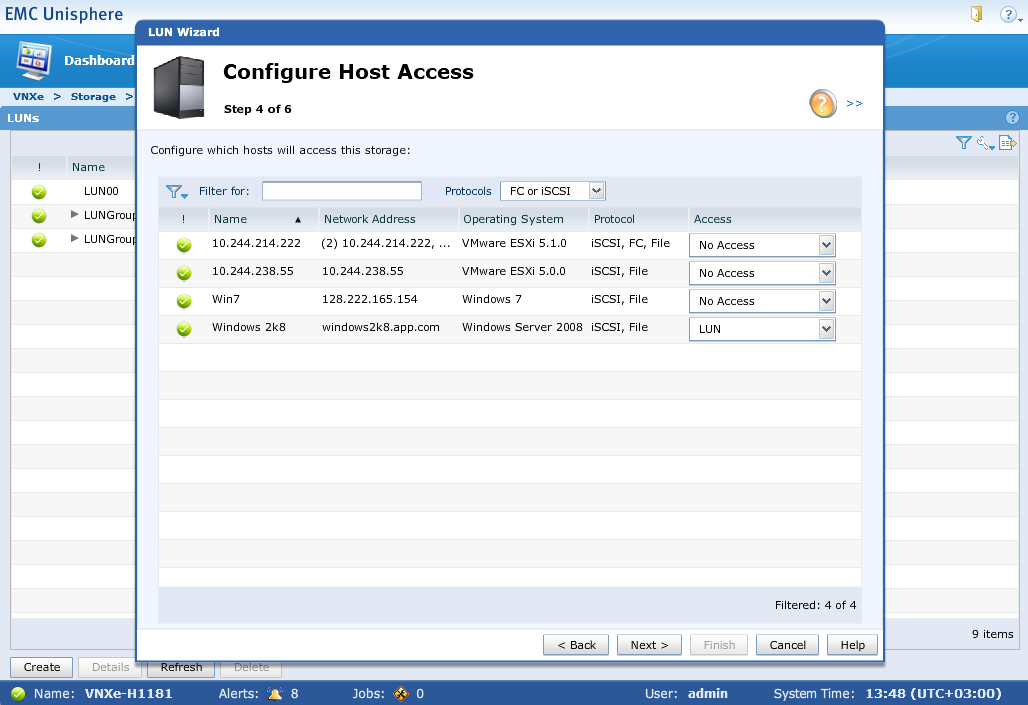 EMC Unisphere
LUN Wizard
Dashboard
Configure Host Access
Step 4 of 6
>>
VNXe > Storage >
LUNs
Configure which hosts will access this storage:
! Name
Filter for: Protocols FC or iSCSI
! Name Network Address Operating System Protocol Access
LUN00
LUNGroup
LUNGroup
10.244.214.222 (2) 10.244.214.222, ... VMware ESXi 5.1.0 iSCSI, FC, File No Access
10.244.238.55 10.244.238.55 VMware ESXi 5.0.0 iSCSI, File No Access
Win7 128.222.165.154 Windows 7 iSCSI, File No Access
Windows 2k8 windows2k8.app.com Windows Server 2008 iSCSI, File LUN
Filtered: 4 of 4
9 items
< Back Next > Finish Cancel Help
Create Details Refresh Delete
Name: VNXe-H1181 Alerts: 8 Jobs: 0 User: admin System Time: 13:48 (UTC+03:00)